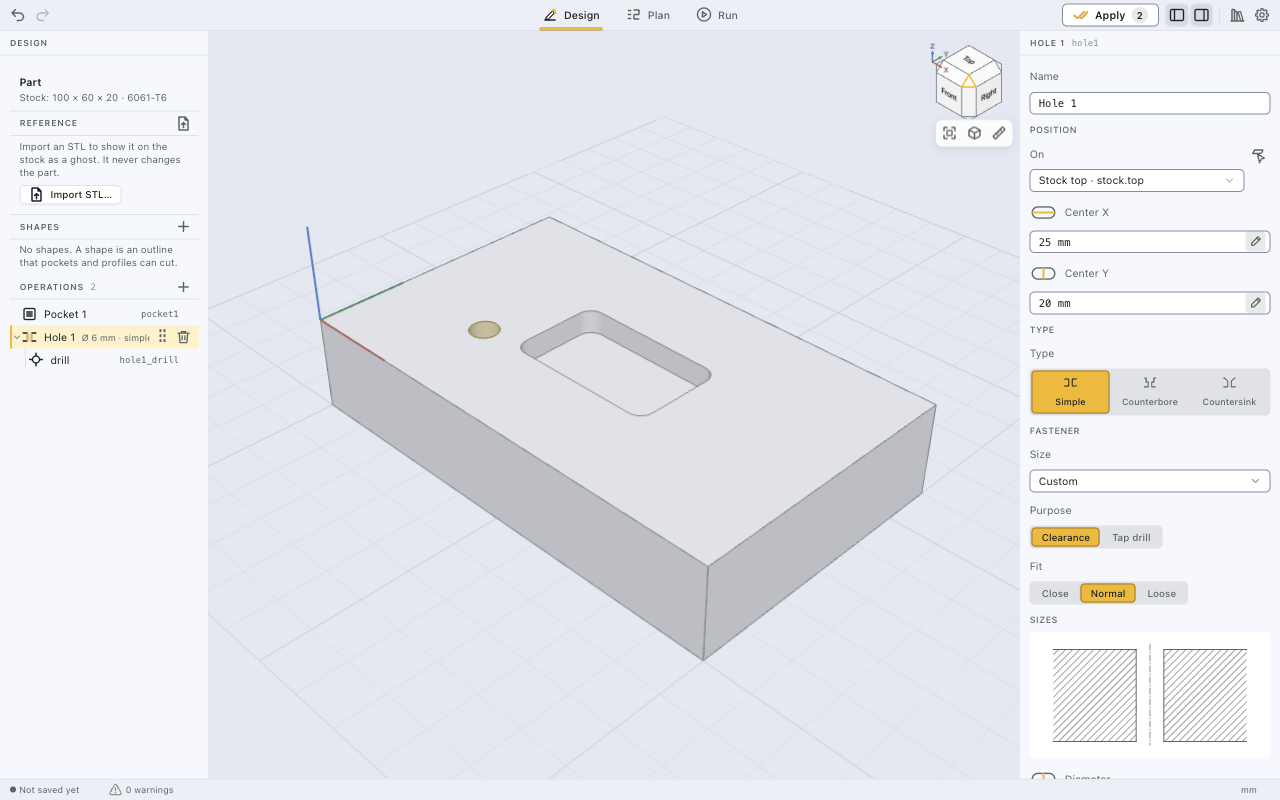 Design
Plan
Run
Apply 2
DESIGN
Part
Stock: 100 × 60 × 20 · 6061-T6
REFERENCE
Import an STL to show it on the
stock as a ghost. It never changes
the part.
Import STL...
SHAPES
No shapes. A shape is an outline
that pockets and profiles can cut.
OPERATIONS 2
Pocket 1 pocket1
Hole 1 Ø 6 mm · simple
drill hole1_drill
Z
Y
X
Top
Front
Right
HOLE 1 hole1
Name
Hole 1
POSITION
On
Stock top · stock.top
Center X
25 mm
Center Y
20 mm
TYPE
Type
Simple
Counterbore
Countersink
FASTENER
Size
Custom
Purpose
Clearance
Tap drill
Fit
Close
Normal
Loose
SIZES
Diameter
Not saved yet
0 warnings
mm